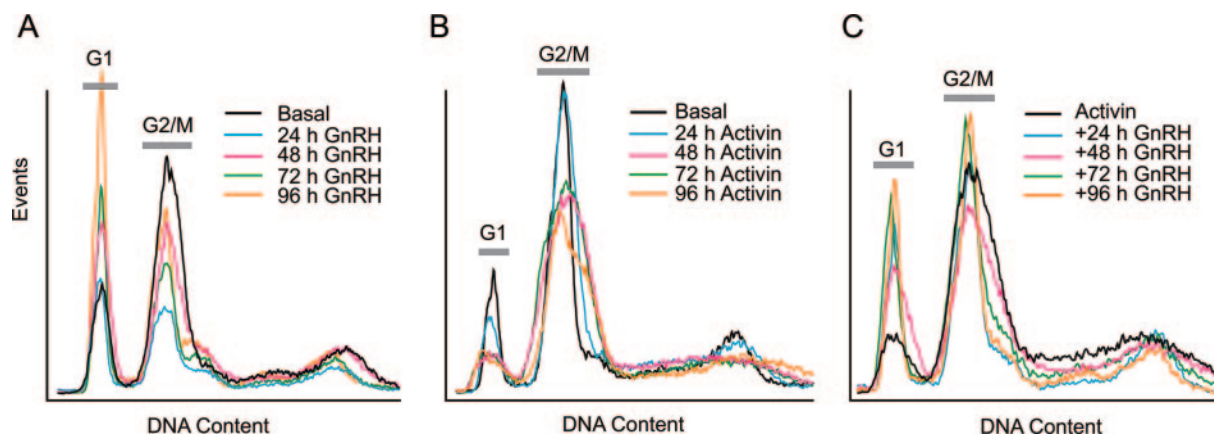 A
G1
G2/M
Basal
24 h GnRH
48 h GnRH
72 h GnRH
96 h GnRH
Events
DNA Content
B
G2/M
G1
Basal
24 h Activin
48 h Activin
72 h Activin
96 h Activin
DNA Content
C
G2/M
G1
Activin
+24 GnRH
+48 GnRH
+72 GnRH
+96 GnRH
DNA Content